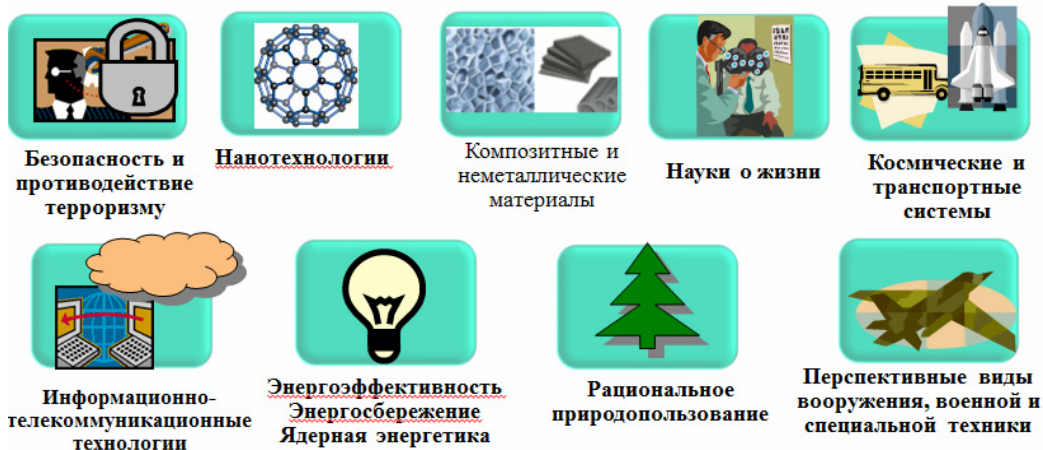 Безопасность и
противодействие
терроризму
Нанотехнологии
Композитные и
неметаллические
материалы
Науки о жизни
Космические и
транспортные
системы
Информационно-
телекоммуникационные
технологии
Энергоэффективность
Энергосбережение
Ядерная энергетика
Рациональное
природопользование
Перспективные виды
вооружения, военной и
специальной техники